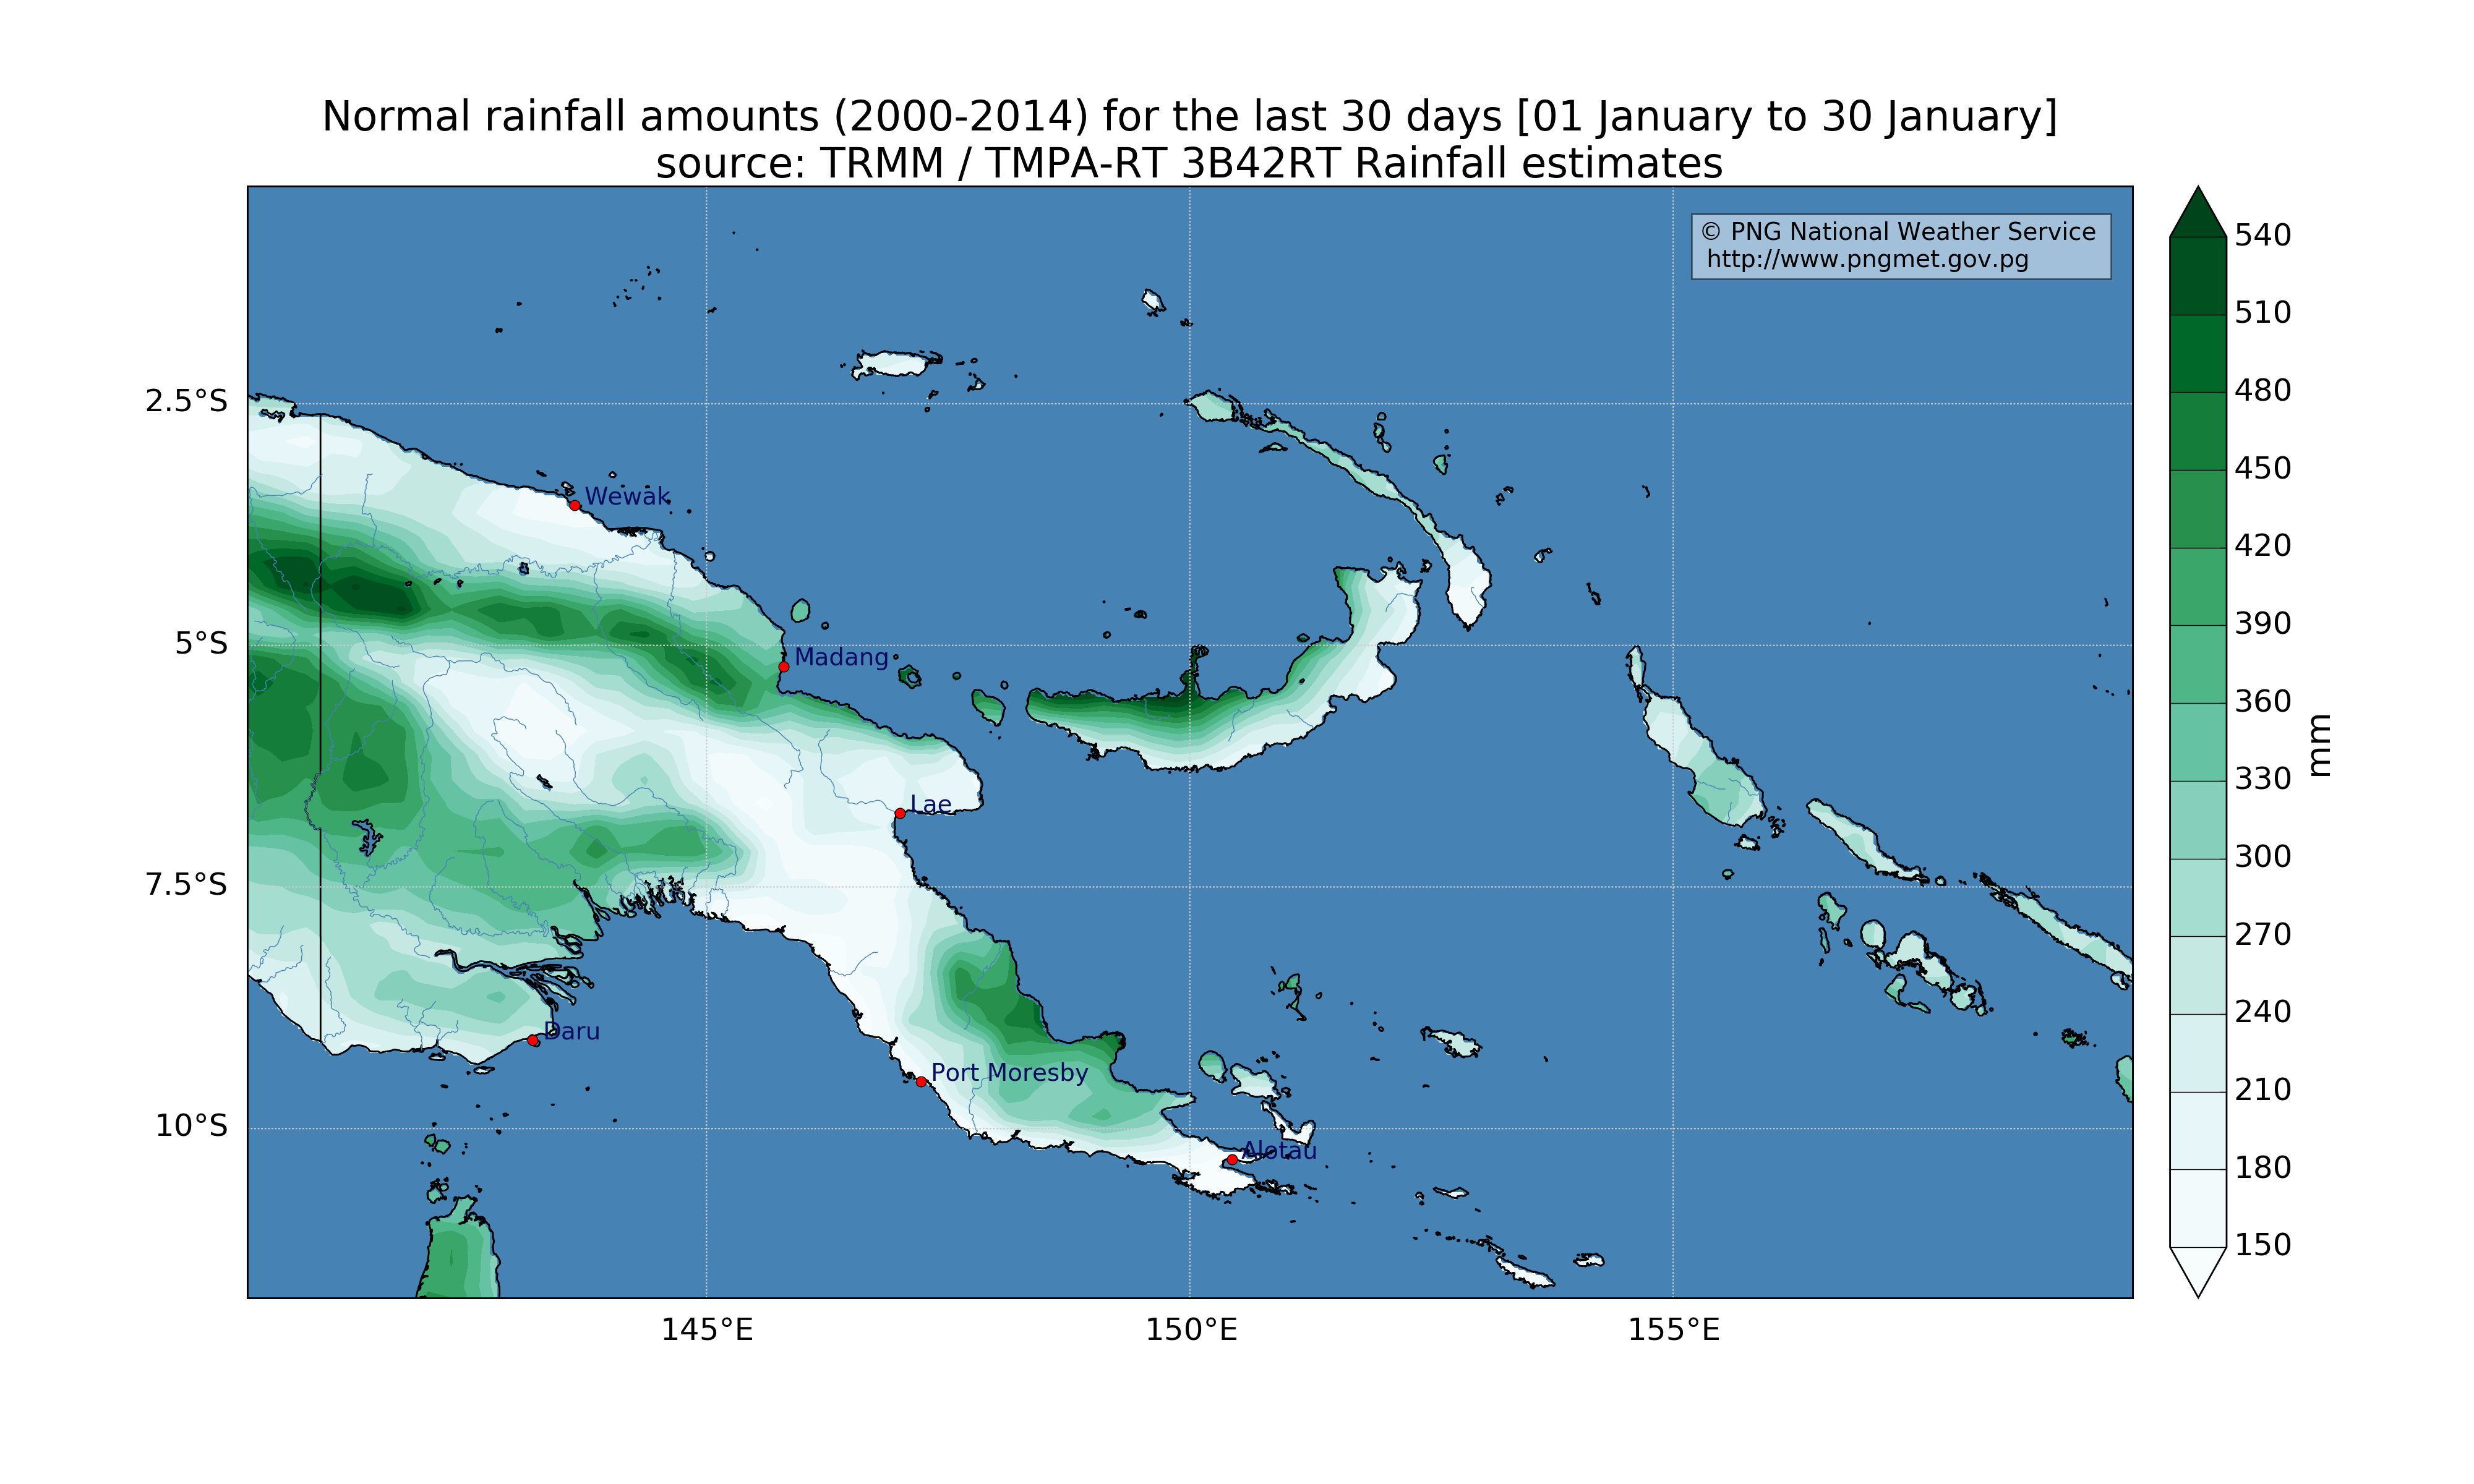 Normal rainfall amounts (2000-2014) for the last 30 days [01 January to 30 January]
source: TRMM / TMPA-RT 3B42RT Rainfall estimates
© PNG National Weather Service
http://www.pngmet.gov.pg
540
510
480
450
420
390
360
330
300
270
240
210
180
150
mm
2.5°S
5°S
7.5°S
10°S
Wewak
Madang
Lae
Daru
Port Moresby
Alotau
145°E
150°E
155°E